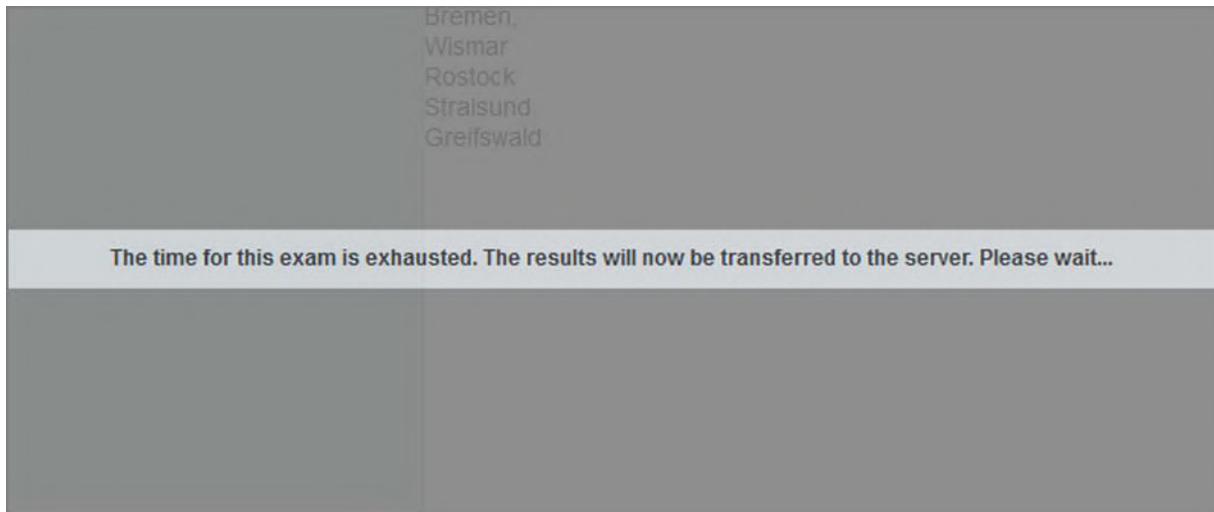 Bremen,
Wismar
Rostock
Stralsund
Greifswald
The time for this exam is exhausted. The results will now be transferred to the server. Please wait...